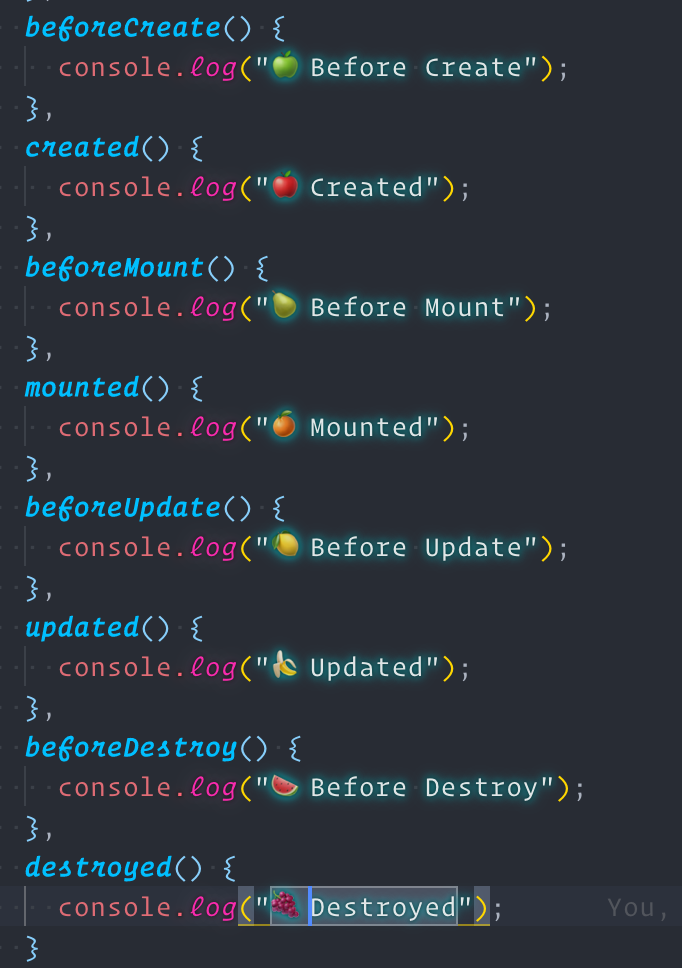 beforeCreate() {
console.log("🍏 Before Create");
},
created() {
console.log("🍎 Created");
},
beforeMount() {
console.log("🍐 Before Mount");
},
mounted() {
console.log("🍊 Mounted");
},
beforeUpdate() {
console.log("🍋 Before Update");
},
updated() {
console.log("🍌 Updated");
},
beforeDestroy() {
console.log("🍉 Before Destroy");
},
destroyed() {
console.log("🍇 Destroyed"); You,
}